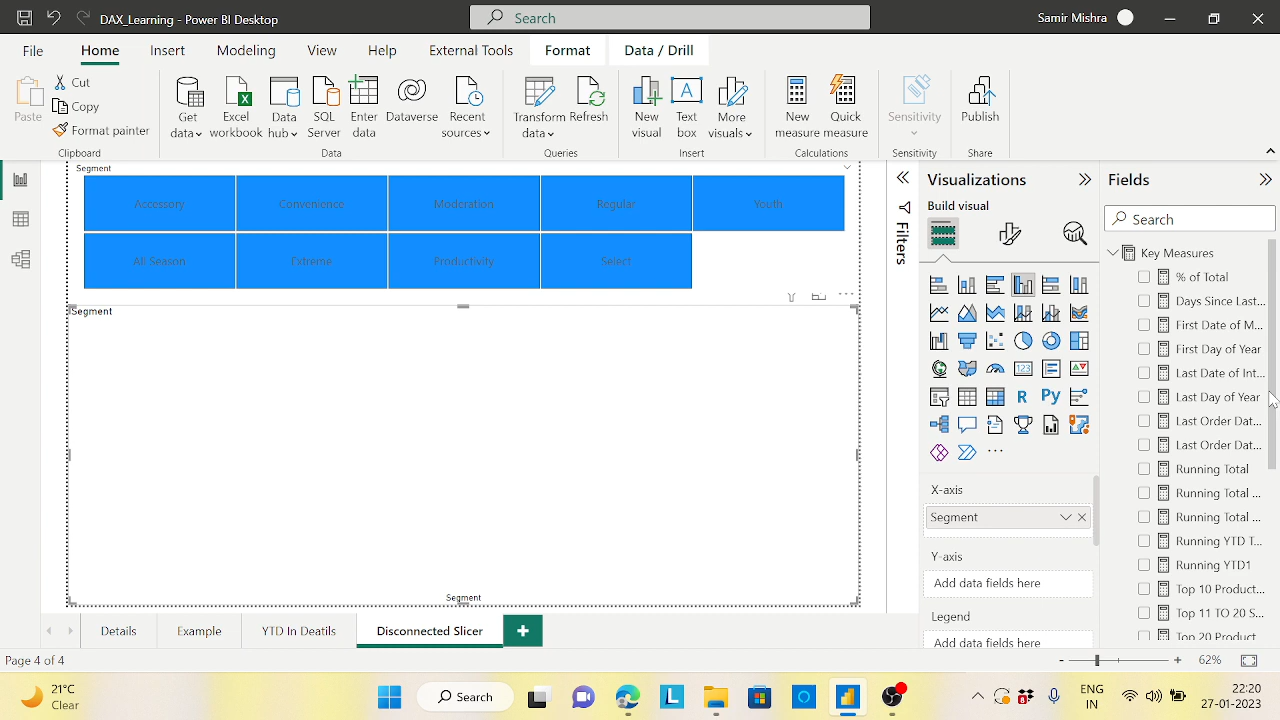 DAX_Learning - Power BI Desktop
Search
Samir Mishra
File
Home
Insert
Modeling
View
Help
External Tools
Format
Data / Drill
Paste
Cut
Copy
Format painter
Clipboard
Get data
Excel workbook
Data hub
SQL Server
Enter data
Dataverse
Recent sources
Data
Transform data
Refresh
Queries
New visual
A
Text box
More visuals
Insert
New measure
Quick measure
Calculations
Sensitivity
Sensitivity
Publish
Share
Segment
Accessory
Convenience
Moderation
Regular
Youth
All Season
Extreme
Productivity
Select
Segment
Segment
Filters
Visualizations
Build visual
123
R
Py
X-axis
Segment
Y-axis
Add data fields here
Legend
Add data fields here
Fields
Search
Key Measures
% of Total
Days Since Last...
First Date of M...
First Day of Year
Last Date of Int...
Last Day of Year
Last Order Dat...
Last Order Dat...
Running Total
Running Total ...
Running Total ...
Running YTD T...
Running YTD1
Top 10 Produc...
Top 11 TO 20 S...
Top 20 Product
Details
Example
YTD In Deatils
Disconnected Slicer
Page 4 of 4
62%
21°C
Clear
Search
L
ENG
IN
22:20
27-01-2023